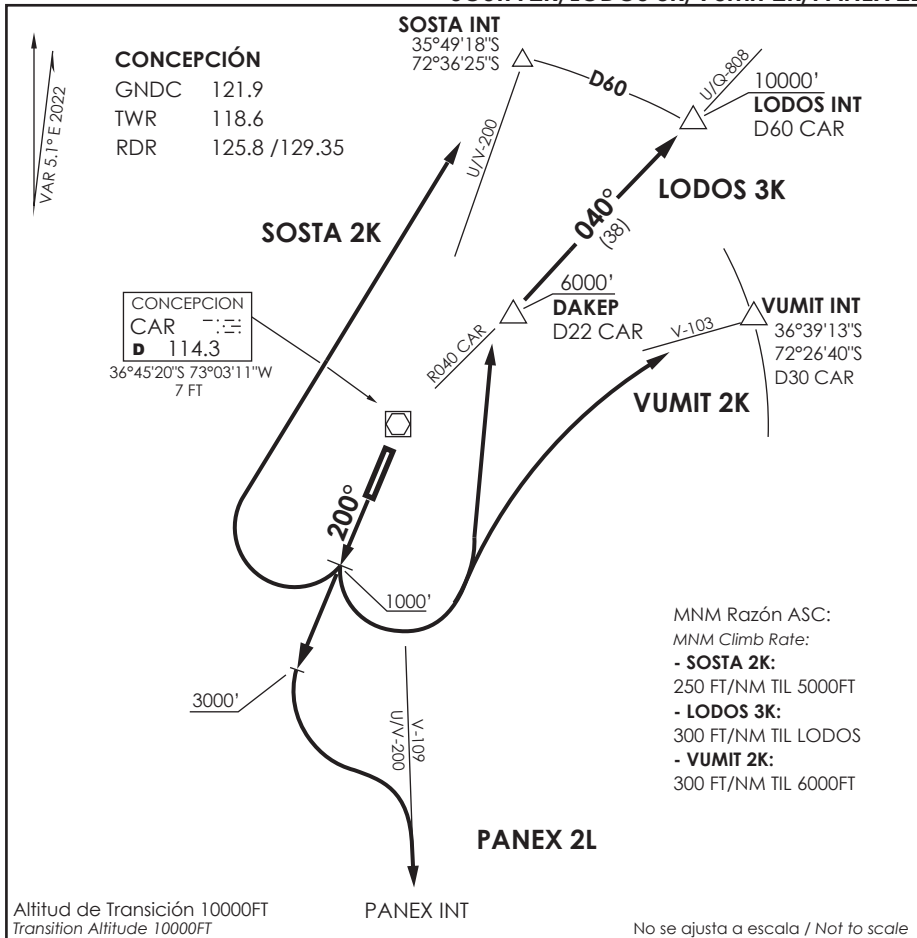 SOSTA INT
35°49'18"S
72°36'25"S
CONCEPCIÓN
GNDC 121.9
TWR 118.6
RDR 125.8 /129.35
VAR 5.1° E 2022
D60
U/Q-808
10000'
LODOS INT
D60 CAR
U/V-200
LODOS 3K
SOSTA 2K
040°
(38)
CONCEPCION
CAR
D 114.3
36°45'20"S 73°03'11"W
7 FT
6000'
DAKEP
D22 CAR
R040 CAR
V-103
VUMIT INT
36°39'13"S
72°26'40"S
D30 CAR
VUMIT 2K
200°
1000'
3000'
V-109
U/V-200
MNM Razón ASC:
MNM Climb Rate:
- SOSTA 2K:
250 FT/NM TIL 5000FT
- LODOS 3K:
300 FT/NM TIL LODOS
- VUMIT 2K:
300 FT/NM TIL 6000FT
PANEX 2L
PANEX INT
Altitud de Transición 10000FT
Transition Altitude 10000FT
No se ajusta a escala / Not to scale